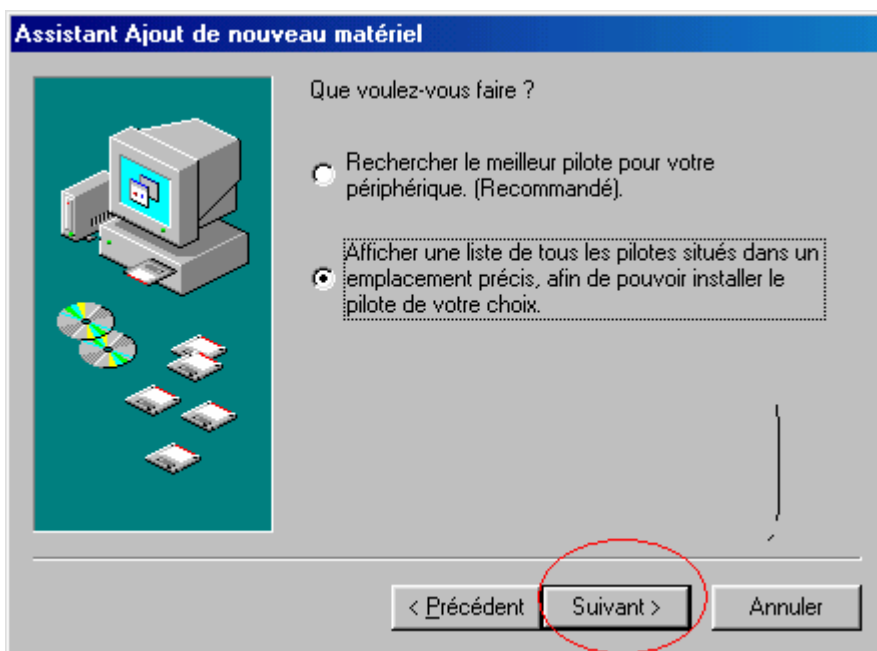 Assistant Ajout de nouveau matériel
Que voulez-vous faire ?
Rechercher le meilleur pilote pour votre
périphérique. (Recommandé).
Afficher une liste de tous les pilotes situés dans un
emplacement précis, afin de pouvoir installer le
pilote de votre choix.
< Précédent
Suivant >
Annuler